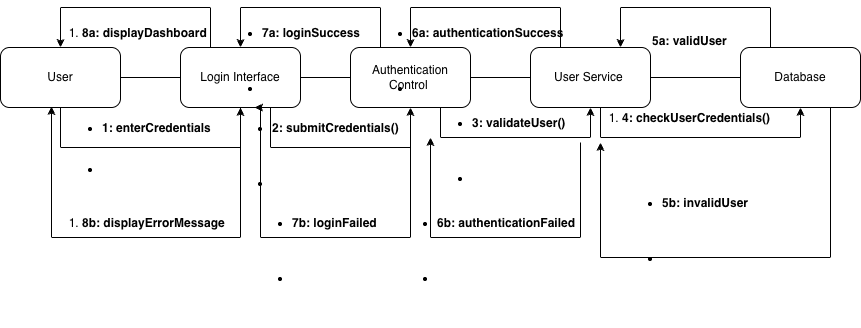 1. 8a: displayDashboard
• 7a: loginSuccess
• 6a: authenticationSuccess
5a: validUser
User
Login Interface
Authentication
Control
User Service
Database
• 1: enterCredentials
• 2: submitCredentials()
• 3: validateUser()
1. 4: checkUserCredentials()
1. 8b: displayErrorMessage
• 7b: loginFailed
• 6b: authenticationFailed
• 5b: invalidUser